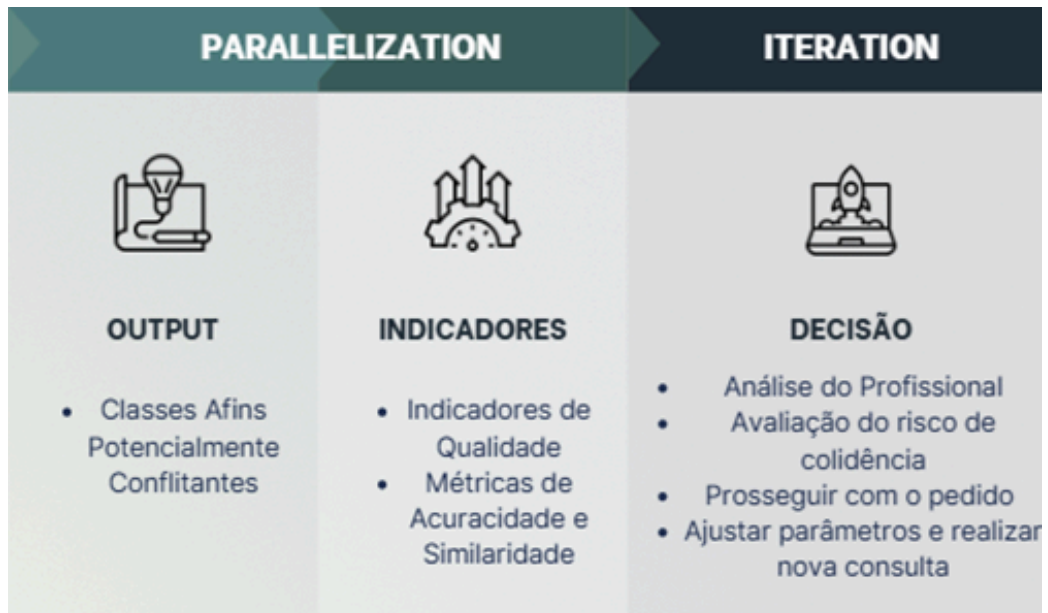 PARALLELIZATION
ITERATION
OUTPUT
• Classes Afins
Potencialmente
Conflitantes
INDICADORES
• Indicadores de
Qualidade
• Métricas de
Acuracidade e
Similaridade
DECISÃO
• Análise do Profissional
• Avaliação do risco de
colidência
• Prosseguir com o pedido
• Ajustar parâmetros e realizar
nova consulta